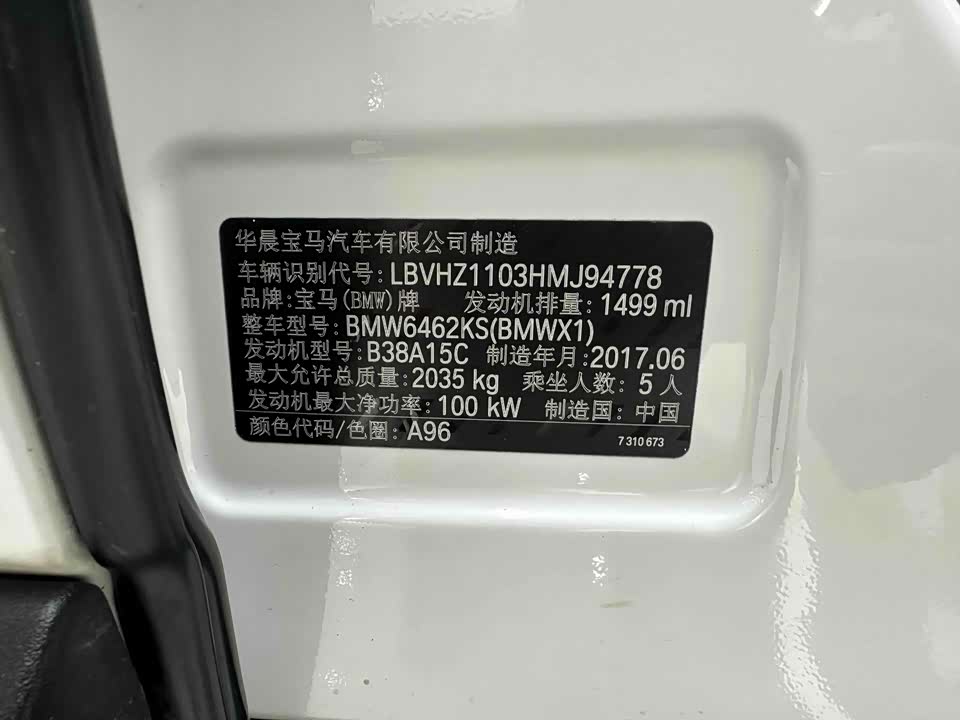 华晨宝马汽车有限公司制造
车辆识别代号: LBVHZ1103HMJ94778
品牌: 宝马(BMW)牌 发动机排量: 1499 ml
整车型号: BMW6462KS(BMWX1)
发动机型号: B38A15C 制造年月: 2017.06
最大允许总质量: 2035 kg 乘坐人数: 5 人
发动机最大净功率: 100 kW 制造国: 中国
颜色代码/色圈: A96 7 310 673